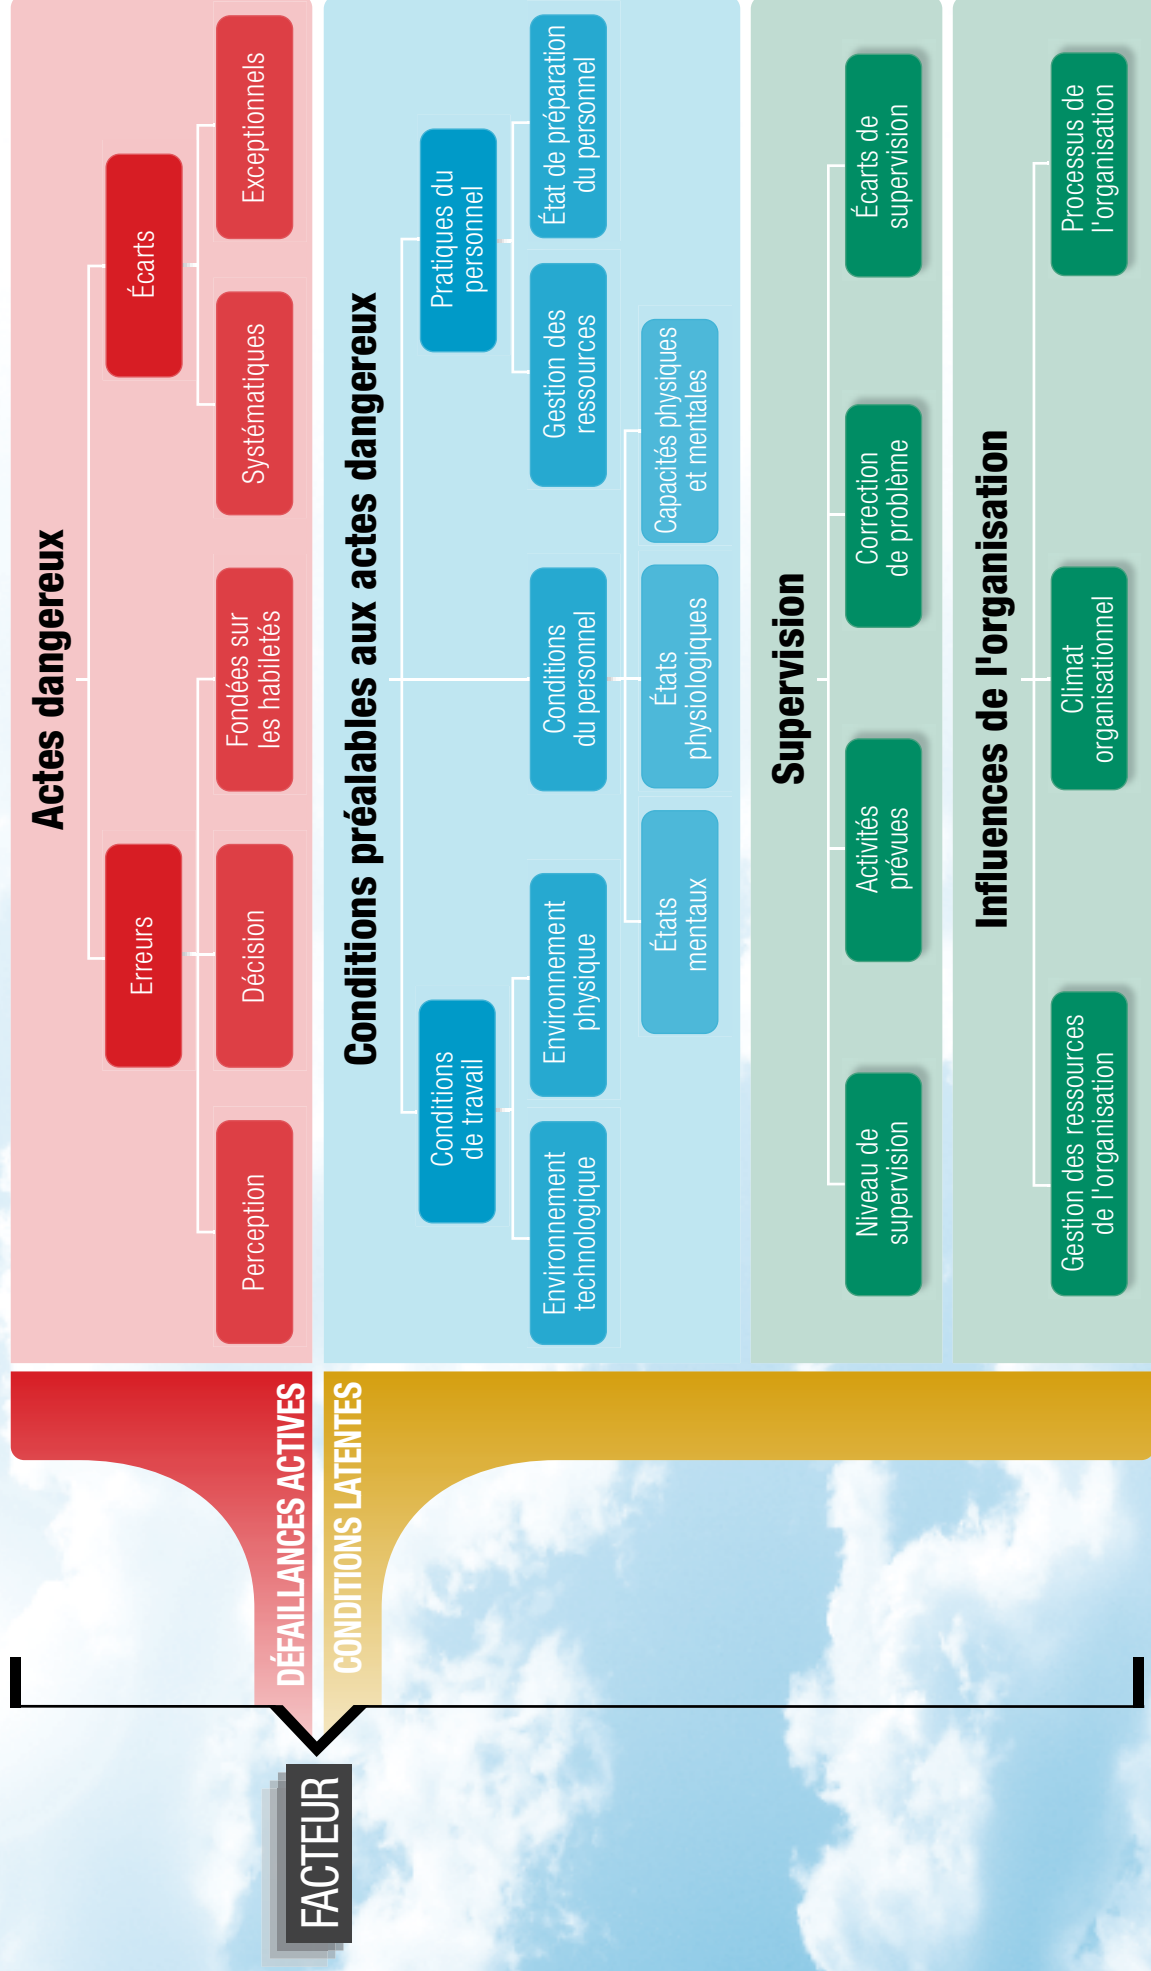 FACTEUR
DÉFAILLANCES ACTIVES
CONDITIONS LATENTES
Actes dangereux
Erreurs
Écarts
Perception
Décision
Fondées sur
les habiletés
Systématiques
Exceptionnels
Conditions préalables aux actes dangereux
Conditions
de travail
Pratiques du
personnel
Environnement
technologique
Environnement
physique
Conditions
du personnel
Gestion des
ressources
État de préparation
du personnel
États
mentaux
États
physiologiques
Capacités physiques
et mentales
Supervision
Niveau de
supervision
Activités
prévues
Correction
de problème
Écarts de
supervision
Influences de l'organisation
Gestion des ressources
de l'organisation
Climat
organisationnel
Processus de
l'organisation